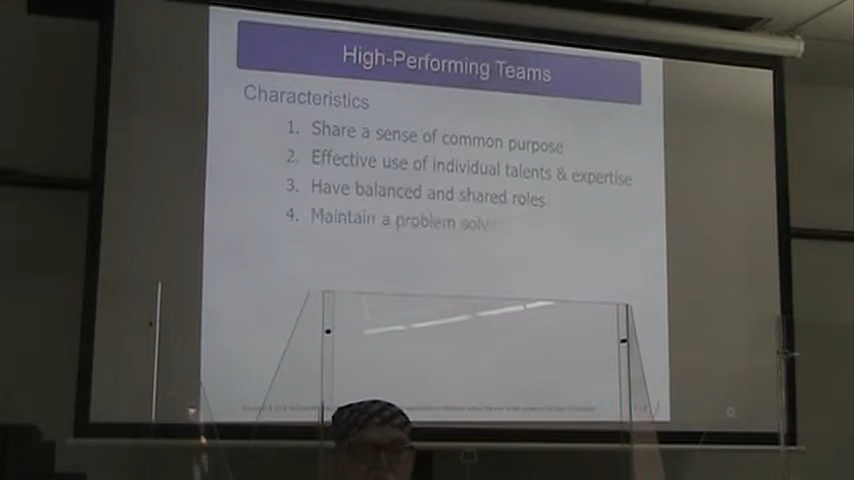 High-Performing Teams
Characteristics
1. Share a sense of common purpose
2. Effective use of individual talents & expertise
3. Have balanced and shared roles
4. Maintain a problem solv